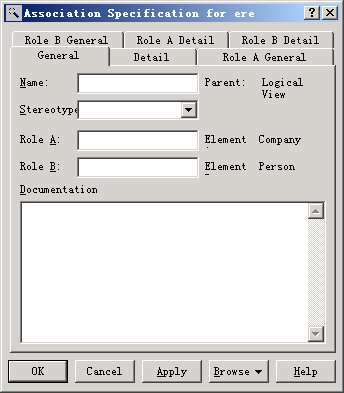 Association Specification for ere
Role B General Role A Detail Role B Detail
General Detail Role A General
Name: Parent: Logical
View
Stereotype
Role A: Element Company
Role B: Element Person
Documentation
OK Cancel Apply Browse Help